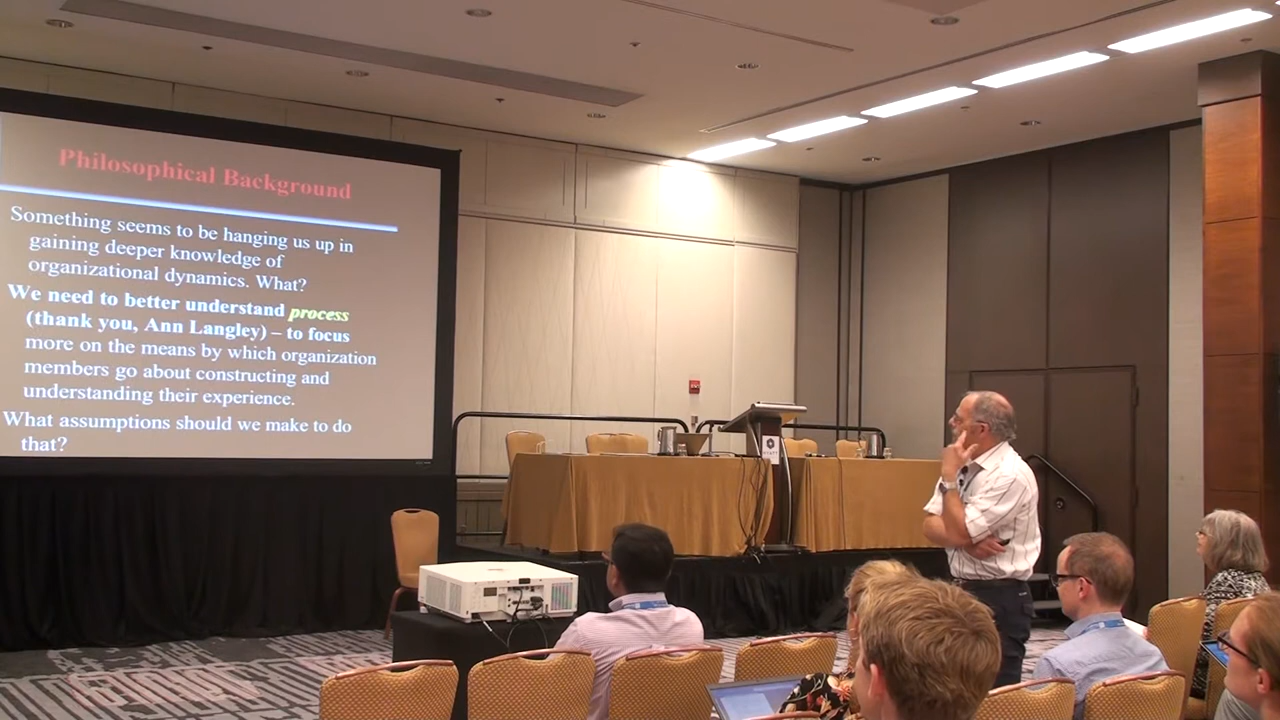 Philosophical Background
Something seems to be hanging us up in
gaining deeper knowledge of
organizational dynamics. What?
We need to better understand process
(thank you, Ann Langley) – to focus
more on the means by which organization
members go about constructing and
understanding their experience.
What assumptions should we make to do
that?